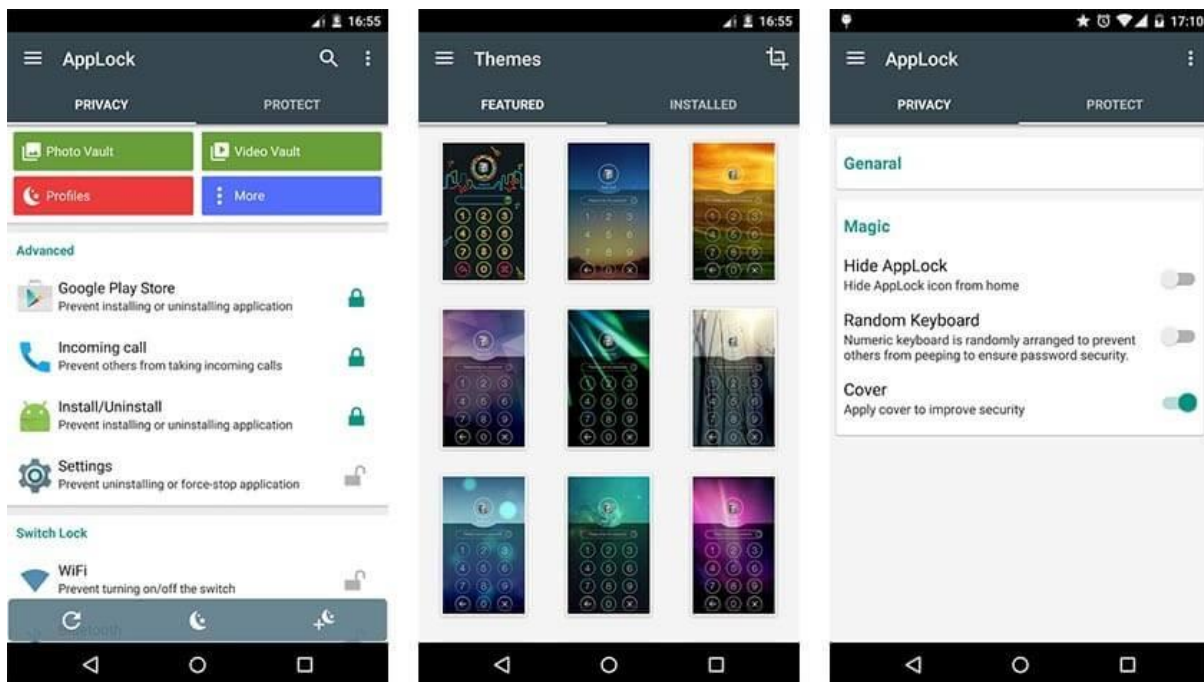 16:55
AppLock
PRIVACY PROTECT
Photo Vault Video Vault
Profiles More
Advanced
Google Play Store
Prevent installing or uninstalling application
Incoming call
Prevent others from taking incoming calls
Install/Uninstall
Prevent installing or uninstalling application
Settings
Prevent uninstalling or force-stop application
Switch Lock
WiFi
Prevent turning on/off the switch
Bluetooth
16:55
Themes
FEATURED INSTALLED
17:10
AppLock
PRIVACY PROTECT
Genaral
Magic
Hide AppLock
Hide AppLock icon from home
Random Keyboard
Numeric keyboard is randomly arranged to prevent
others from peeping to ensure password security.
Cover
Apply cover to improve security